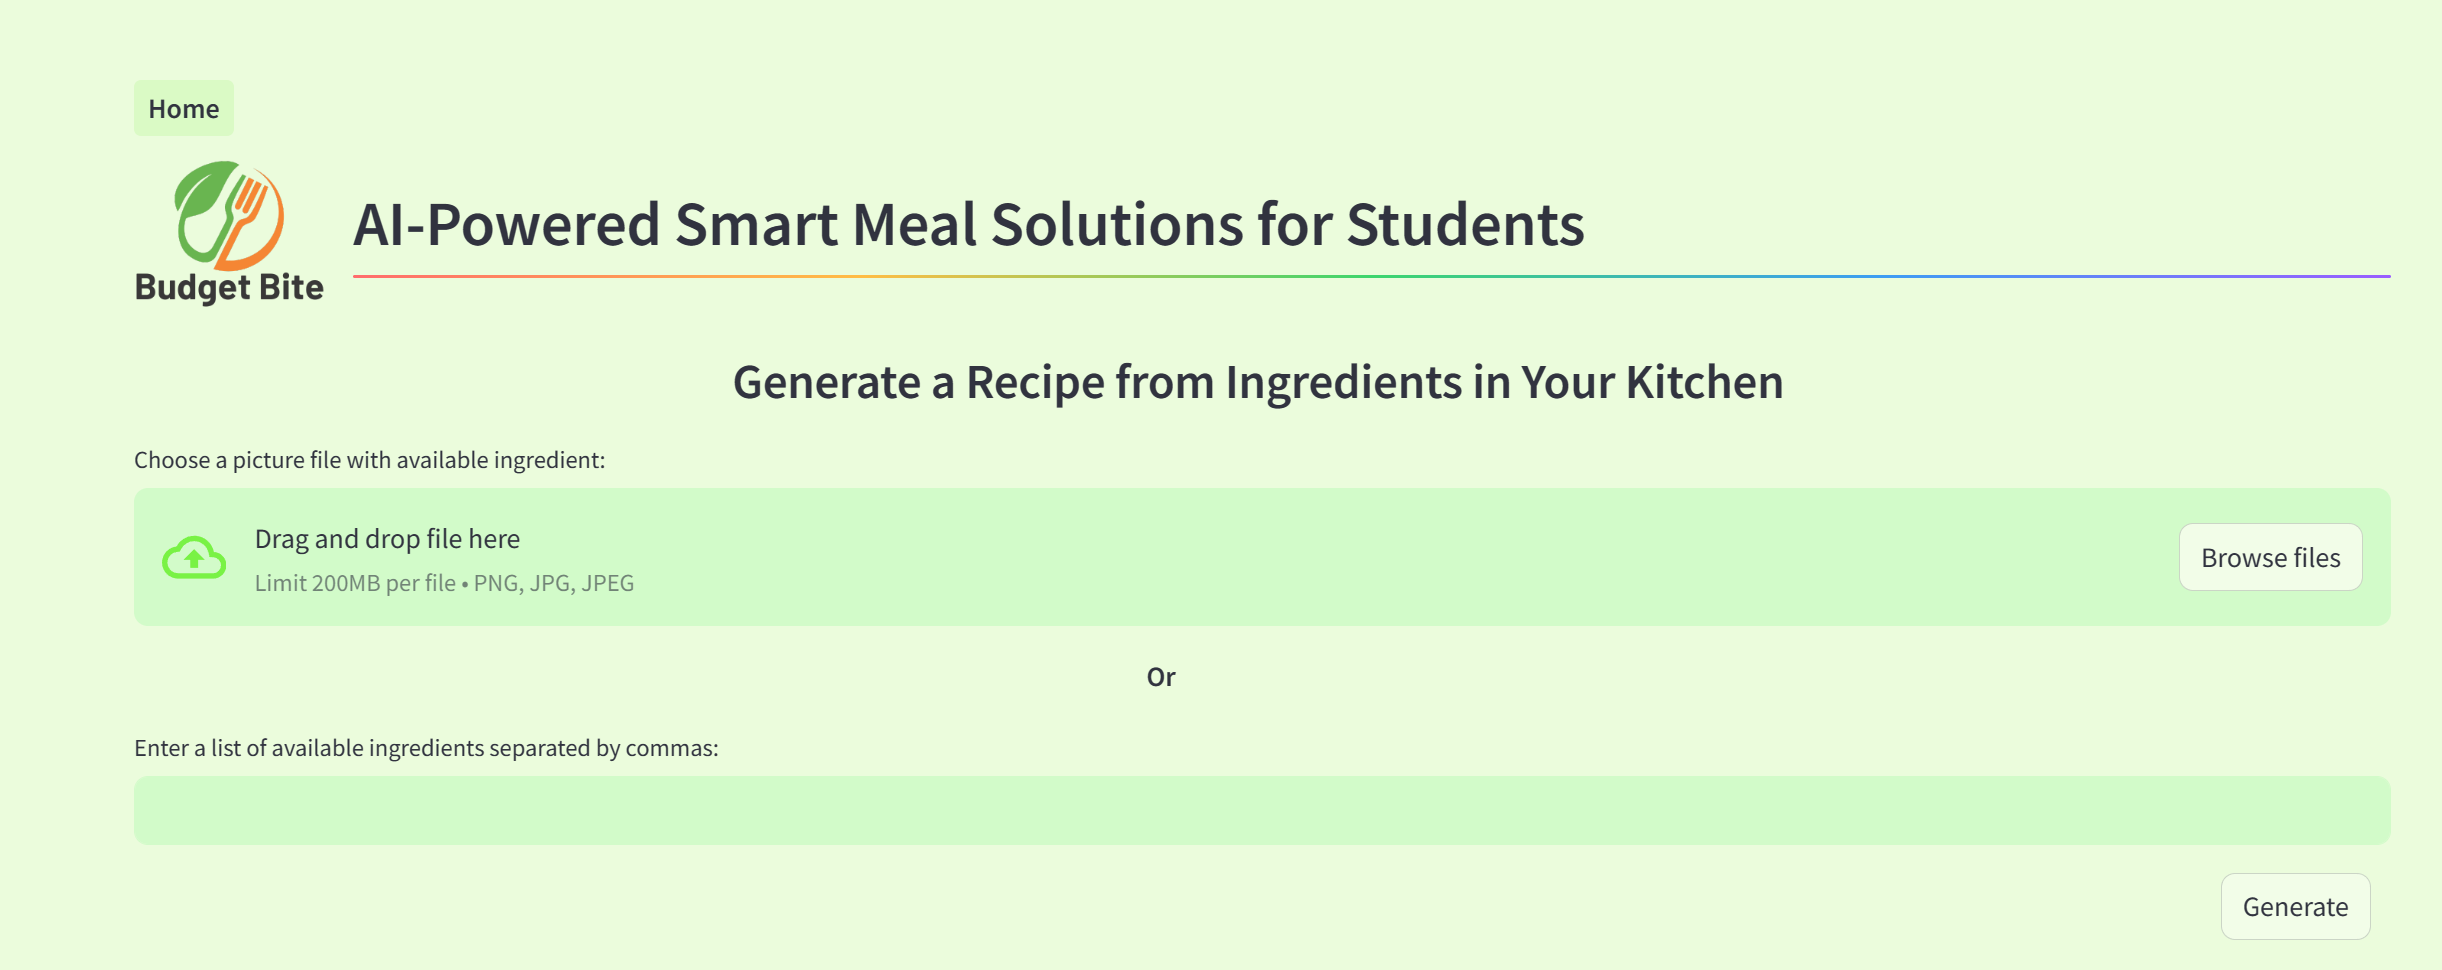 Home
Budget Bite
AI-Powered Smart Meal Solutions for Students
Generate a Recipe from Ingredients in Your Kitchen
Choose a picture file with available ingredient:
Drag and drop file here
Limit 200MB per file • PNG, JPG, JPEG
Browse files
Or
Enter a list of available ingredients separated by commas:
Generate